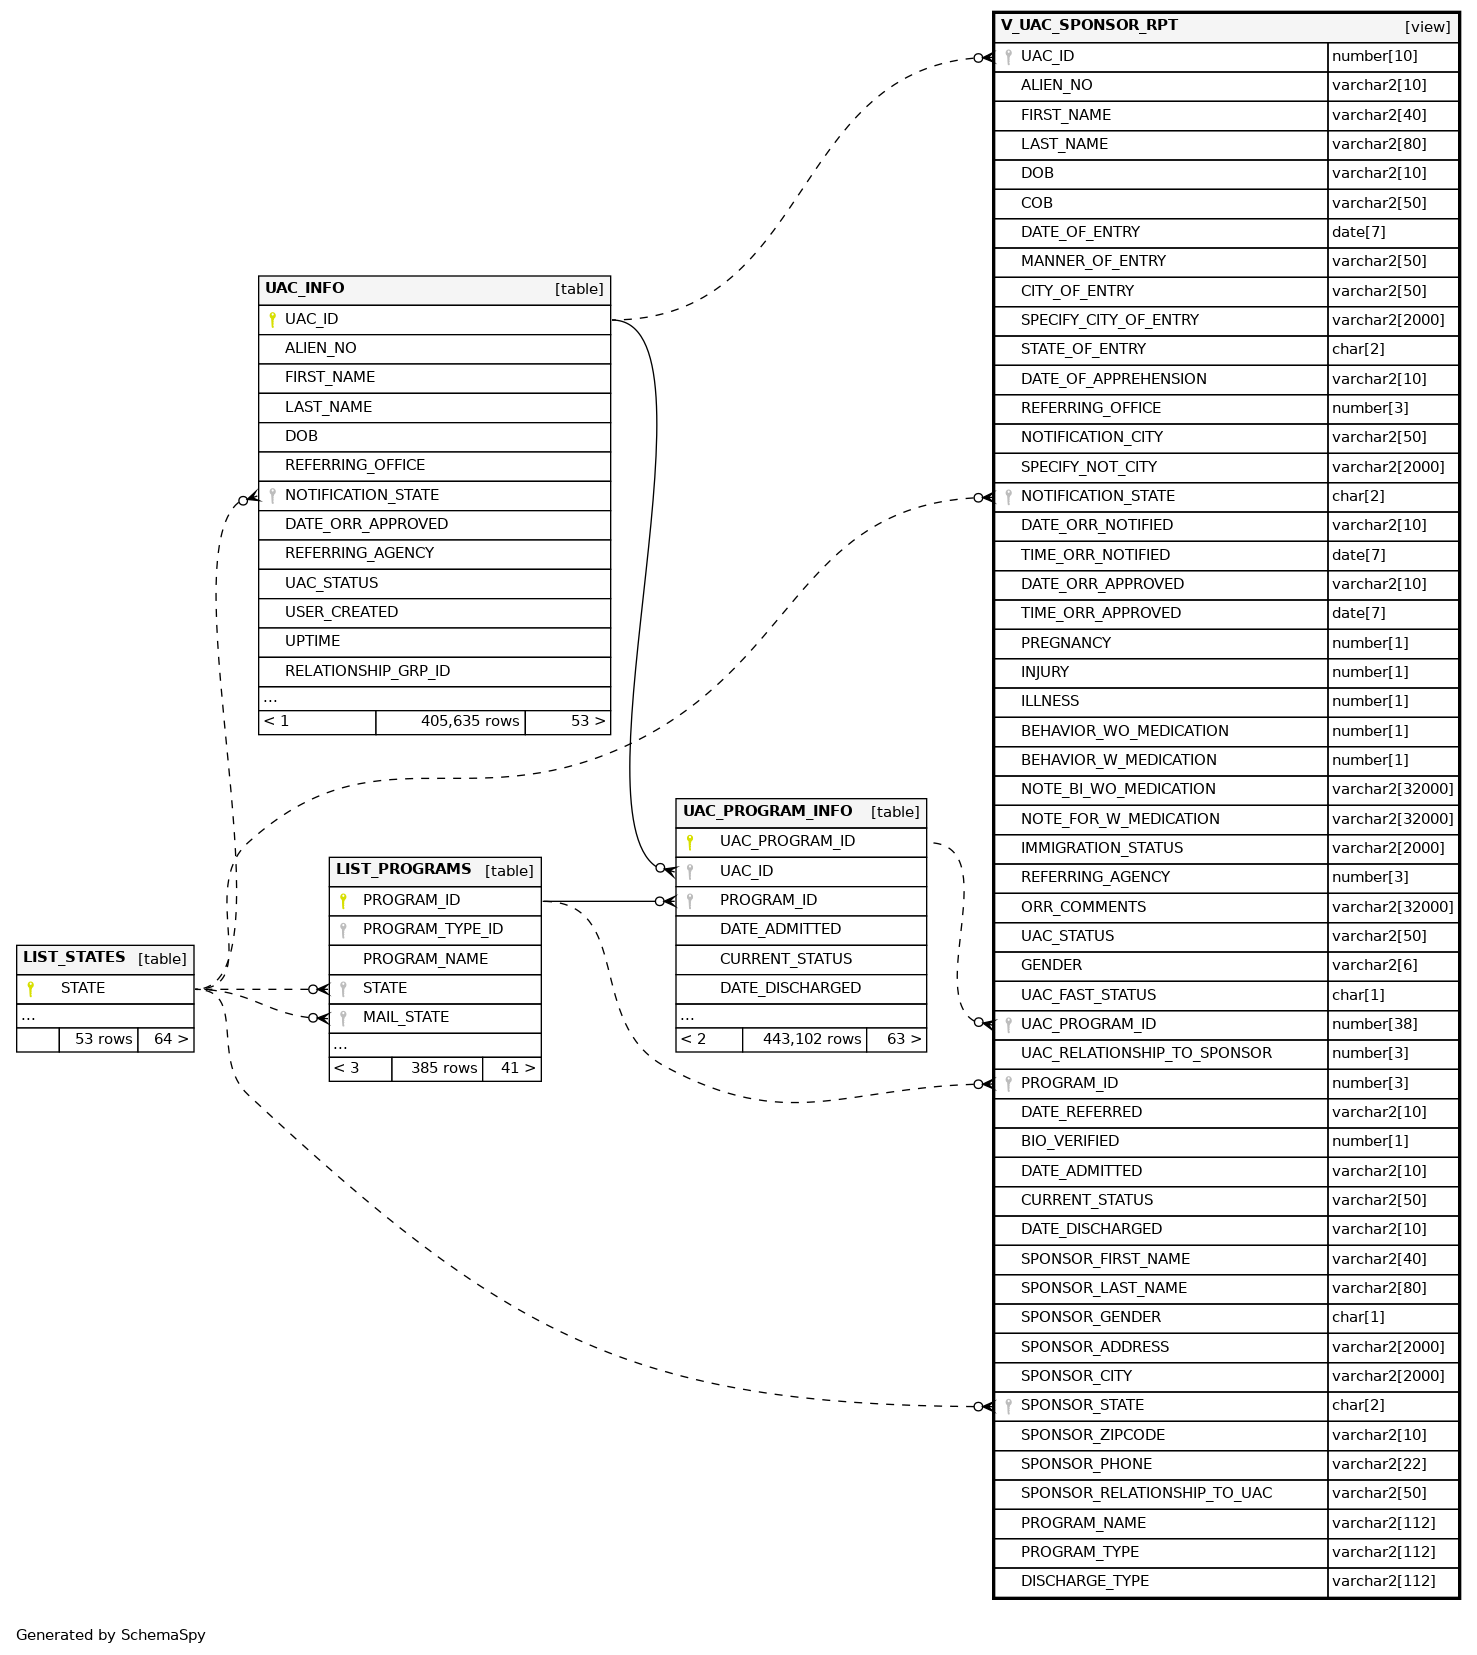 V_UAC_SPONSOR_RPT [view]
UAC_ID number[10]
ALIEN_NO varchar2[10]
FIRST_NAME varchar2[40]
LAST_NAME varchar2[80]
DOB varchar2[10]
COB varchar2[50]
DATE_OF_ENTRY date[7]
MANNER_OF_ENTRY varchar2[50]
CITY_OF_ENTRY varchar2[50]
SPECIFY_CITY_OF_ENTRY varchar2[2000]
STATE_OF_ENTRY char[2]
DATE_OF_APPREHENSION varchar2[10]
REFERRING_OFFICE number[3]
NOTIFICATION_CITY varchar2[50]
SPECIFY_NOT_CITY varchar2[2000]
NOTIFICATION_STATE char[2]
DATE_ORR_NOTIFIED varchar2[10]
TIME_ORR_NOTIFIED date[7]
DATE_ORR_APPROVED varchar2[10]
TIME_ORR_APPROVED date[7]
PREGNANCY number[1]
INJURY number[1]
ILLNESS number[1]
BEHAVIOR_WO_MEDICATION number[1]
BEHAVIOR_W_MEDICATION number[1]
NOTE_BI_WO_MEDICATION varchar2[32000]
NOTE_FOR_W_MEDICATION varchar2[32000]
IMMIGRATION_STATUS varchar2[2000]
REFERRING_AGENCY number[3]
ORR_COMMENTS varchar2[32000]
UAC_STATUS varchar2[50]
GENDER varchar2[6]
UAC_FAST_STATUS char[1]
UAC_PROGRAM_ID number[38]
UAC_RELATIONSHIP_TO_SPONSOR number[3]
PROGRAM_ID number[3]
DATE_REFERRED varchar2[10]
BIO_VERIFIED number[1]
DATE_ADMITTED varchar2[10]
CURRENT_STATUS varchar2[50]
DATE_DISCHARGED varchar2[10]
SPONSOR_FIRST_NAME varchar2[40]
SPONSOR_LAST_NAME varchar2[80]
SPONSOR_GENDER char[1]
SPONSOR_ADDRESS varchar2[2000]
SPONSOR_CITY varchar2[2000]
SPONSOR_STATE char[2]
SPONSOR_ZIPCODE varchar2[10]
SPONSOR_PHONE varchar2[22]
SPONSOR_RELATIONSHIP_TO_UAC varchar2[50]
PROGRAM_NAME varchar2[112]
PROGRAM_TYPE varchar2[112]
DISCHARGE_TYPE varchar2[112]
UAC_INFO [table]
UAC_ID
ALIEN_NO
FIRST_NAME
LAST_NAME
DOB
REFERRING_OFFICE
NOTIFICATION_STATE
DATE_ORR_APPROVED
REFERRING_AGENCY
UAC_STATUS
USER_CREATED
UPTIME
RELATIONSHIP_GRP_ID
...
< 1 405,635 rows 53 >
UAC_PROGRAM_INFO [table]
UAC_PROGRAM_ID
UAC_ID
PROGRAM_ID
DATE_ADMITTED
CURRENT_STATUS
DATE_DISCHARGED
...
< 2 443,102 rows 63 >
LIST_PROGRAMS [table]
PROGRAM_ID
PROGRAM_TYPE_ID
PROGRAM_NAME
STATE
MAIL_STATE
...
< 3 385 rows 41 >
LIST_STATES [table]
STATE
...
53 rows 64 >
Generated by SchemaSpy